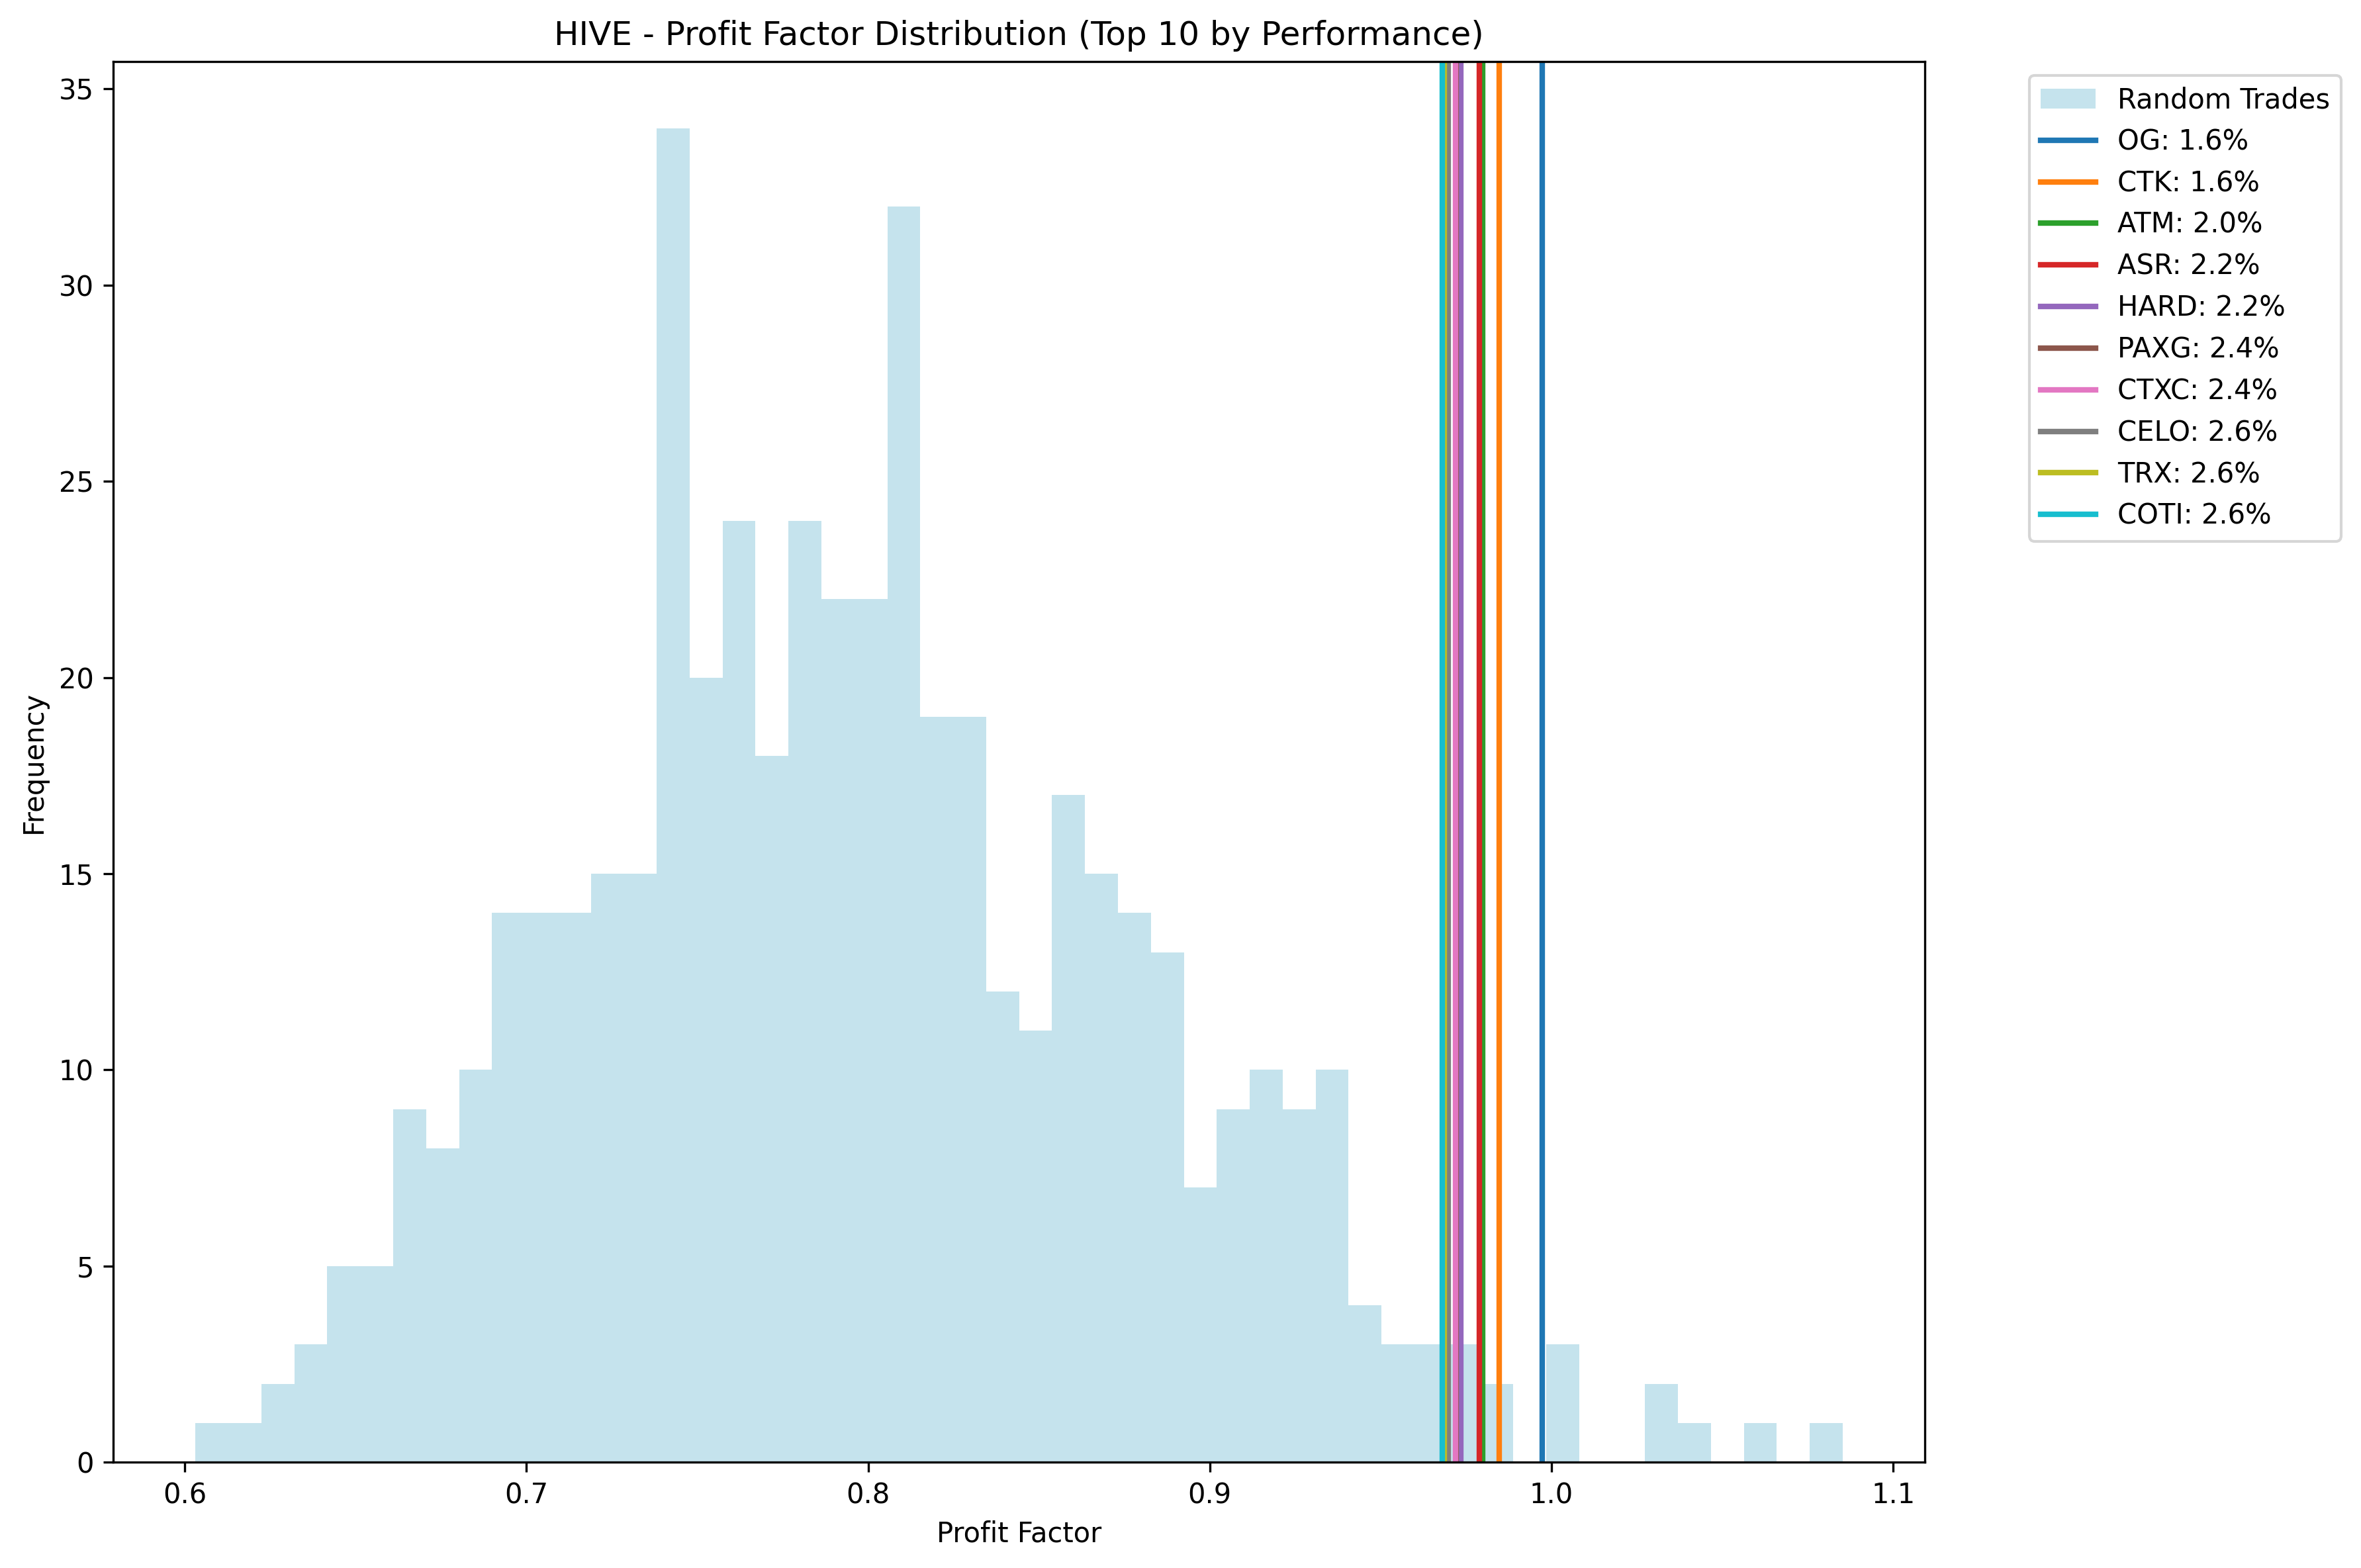 HIVE - Profit Factor Distribution (Top 10 by Performance)
35
30
25
20
15
10
5
0
Frequency
0.6 0.7 0.8 0.9 1.0 1.1
Profit Factor
Random Trades
OG: 1.6%
CTK: 1.6%
ATM: 2.0%
ASR: 2.2%
HARD: 2.2%
PAXG: 2.4%
CTXC: 2.4%
CELO: 2.6%
TRX: 2.6%
COTI: 2.6%